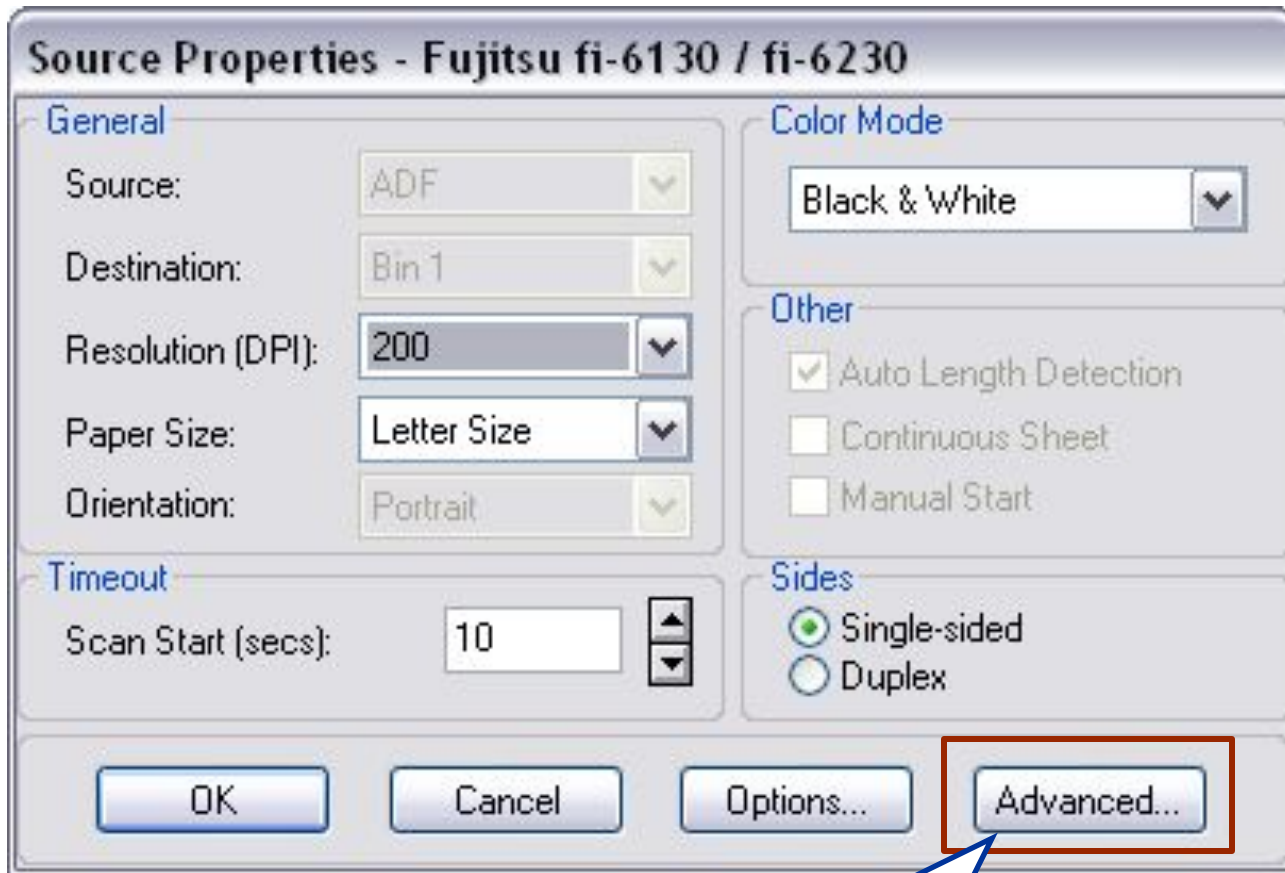 Source Properties - Fujitsu fi-6130 / fi-6230
General
Source: ADF
Destination: Bin 1
Resolution (DPI): 200
Paper Size: Letter Size
Orientation: Portrait
Timeout
Scan Start (secs): 10
Color Mode
Black & White
Other
Auto Length Detection
Continuous Sheet
Manual Start
Sides
Single-sided
Duplex
OK Cancel Options... Advanced...